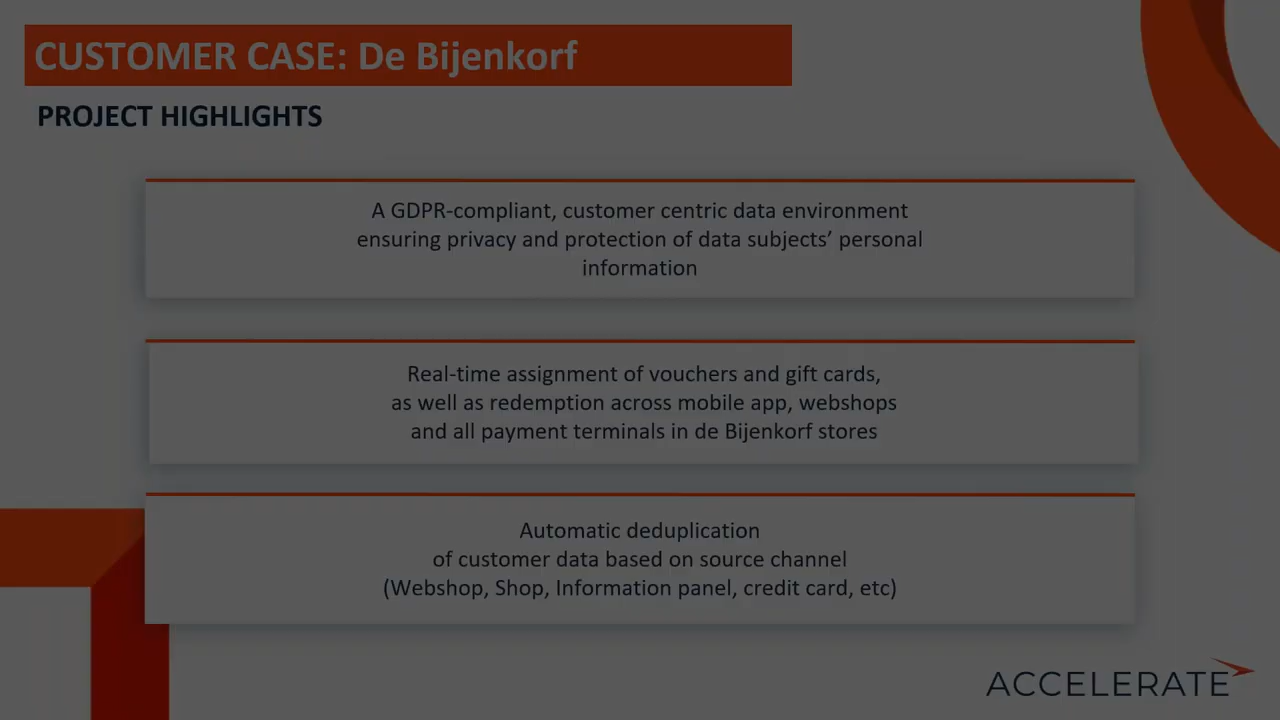 CUSTOMER CASE: De Bijenkorf
PROJECT HIGHLIGHTS
A GDPR-compliant, customer centric data environment
ensuring privacy and protection of data subjects’ personal
information
Real-time assignment of vouchers and gift cards,
as well as redemption across mobile app, webshops
and all payment terminals in de Bijenkorf stores
Automatic deduplication
of customer data based on source channel
(Webshop, Shop, Information panel, credit card, etc)
ACCELERATE